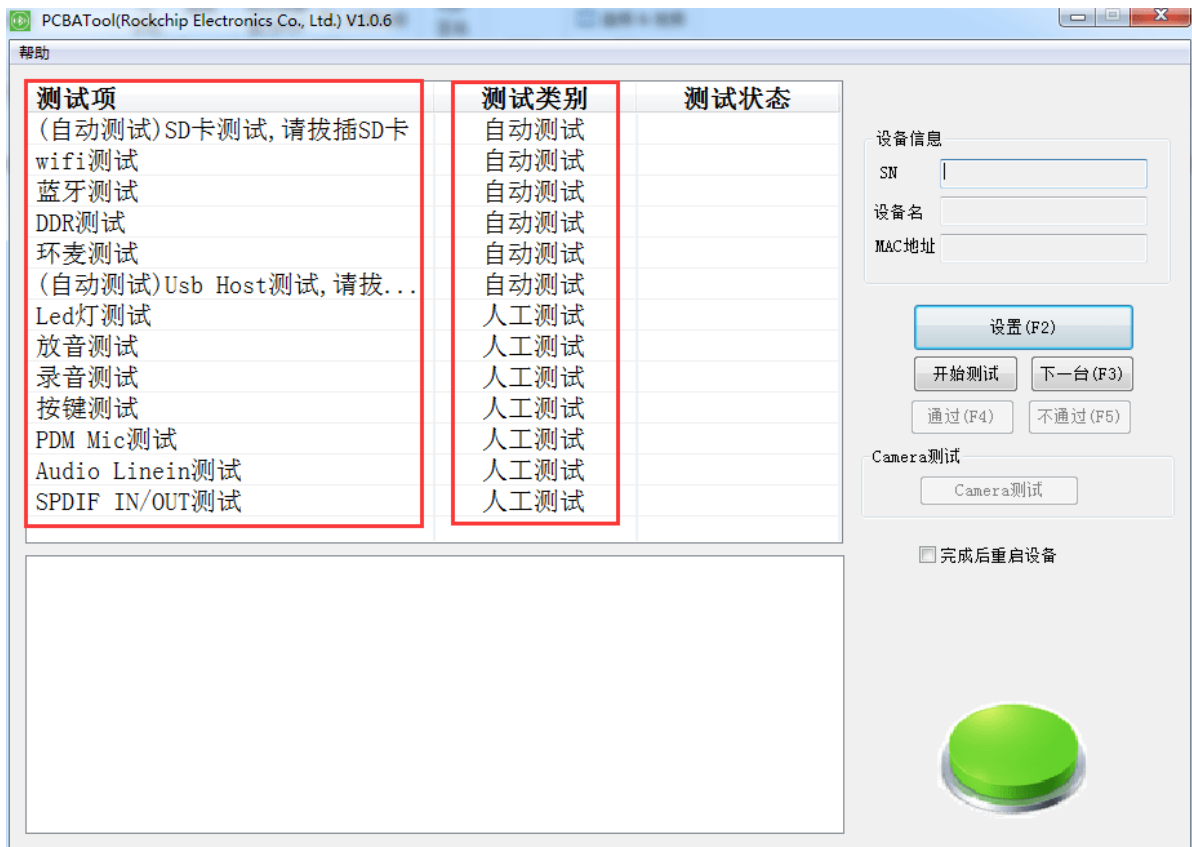 PCBATool(Rockchip Electronics Co., Ltd.) V1.0.6
帮助
测试项 测试类别 测试状态
(自动测试)SD卡测试,请拔插SD卡 自动测试
wifi测试 自动测试
蓝牙测试 自动测试
DDR测试 自动测试
环麦测试 自动测试
(自动测试)Usb Host测试,请拔... 自动测试
Led灯测试 人工测试
放音测试 人工测试
录音测试 人工测试
按键测试 人工测试
PDM Mic测试 人工测试
Audio Linein测试 人工测试
SPDIF IN/OUT测试 人工测试
设备信息
SN
设备名
MAC地址
设置(F2)
开始测试 下一台(F3)
通过(F4) 不通过(F5)
Camera测试
Camera测试
完成后重启设备